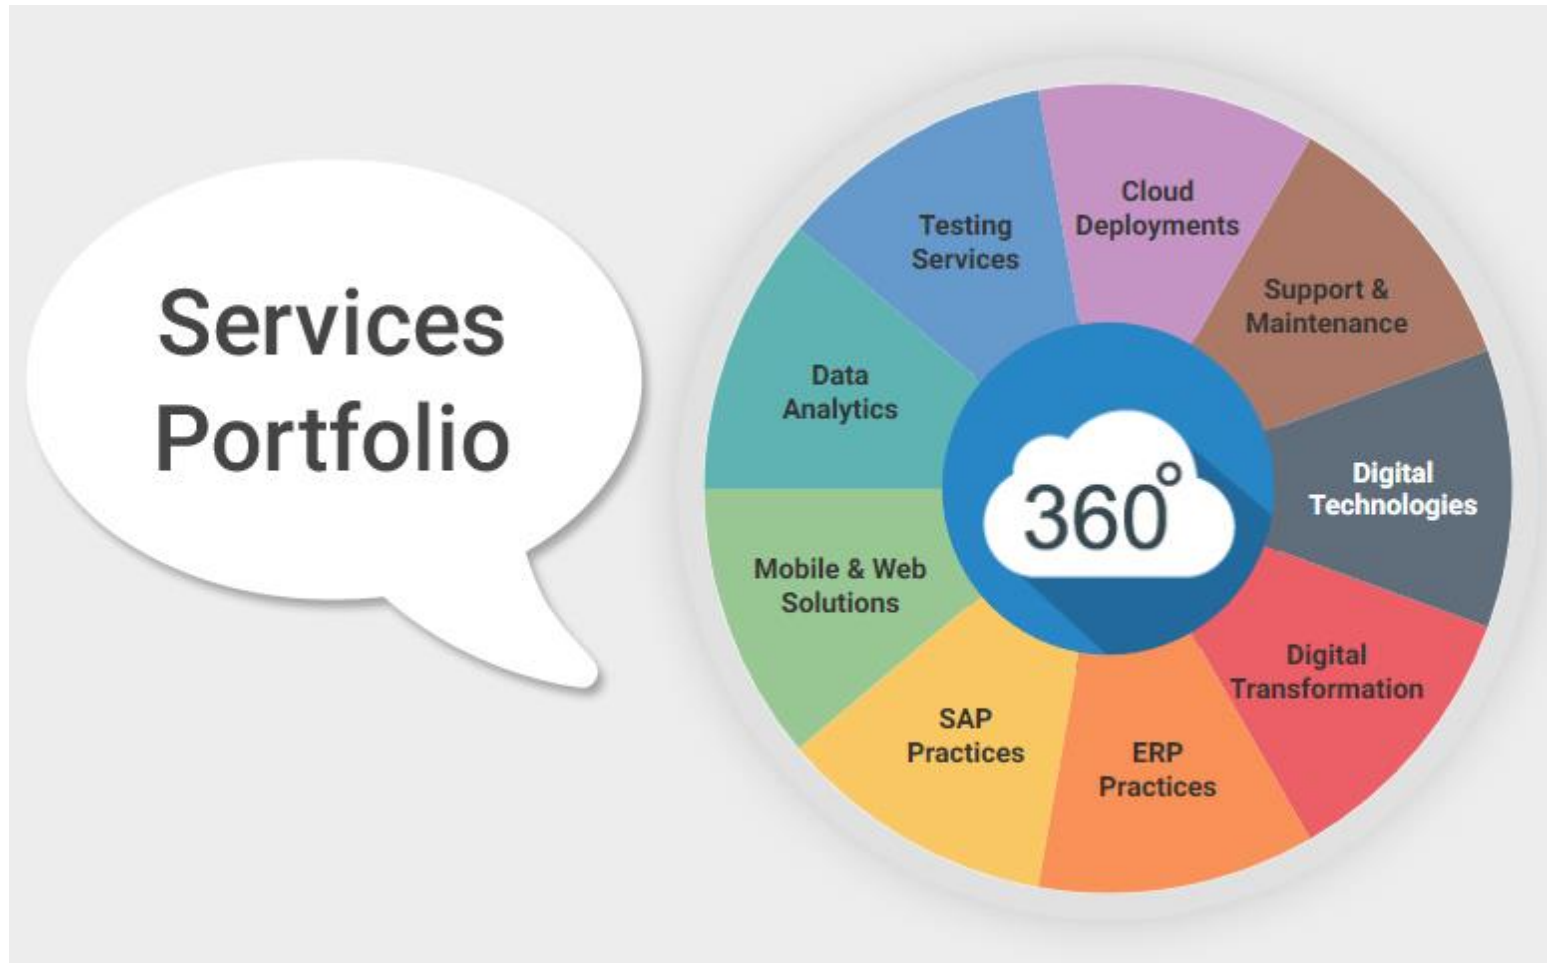 Services
Portfolio
Cloud
Deployments
Support &
Maintenance
Digital
Technologies
Digital
Transformation
ERP
Practices
SAP
Practices
Mobile & Web
Solutions
Data
Analytics
Testing
Services
360°